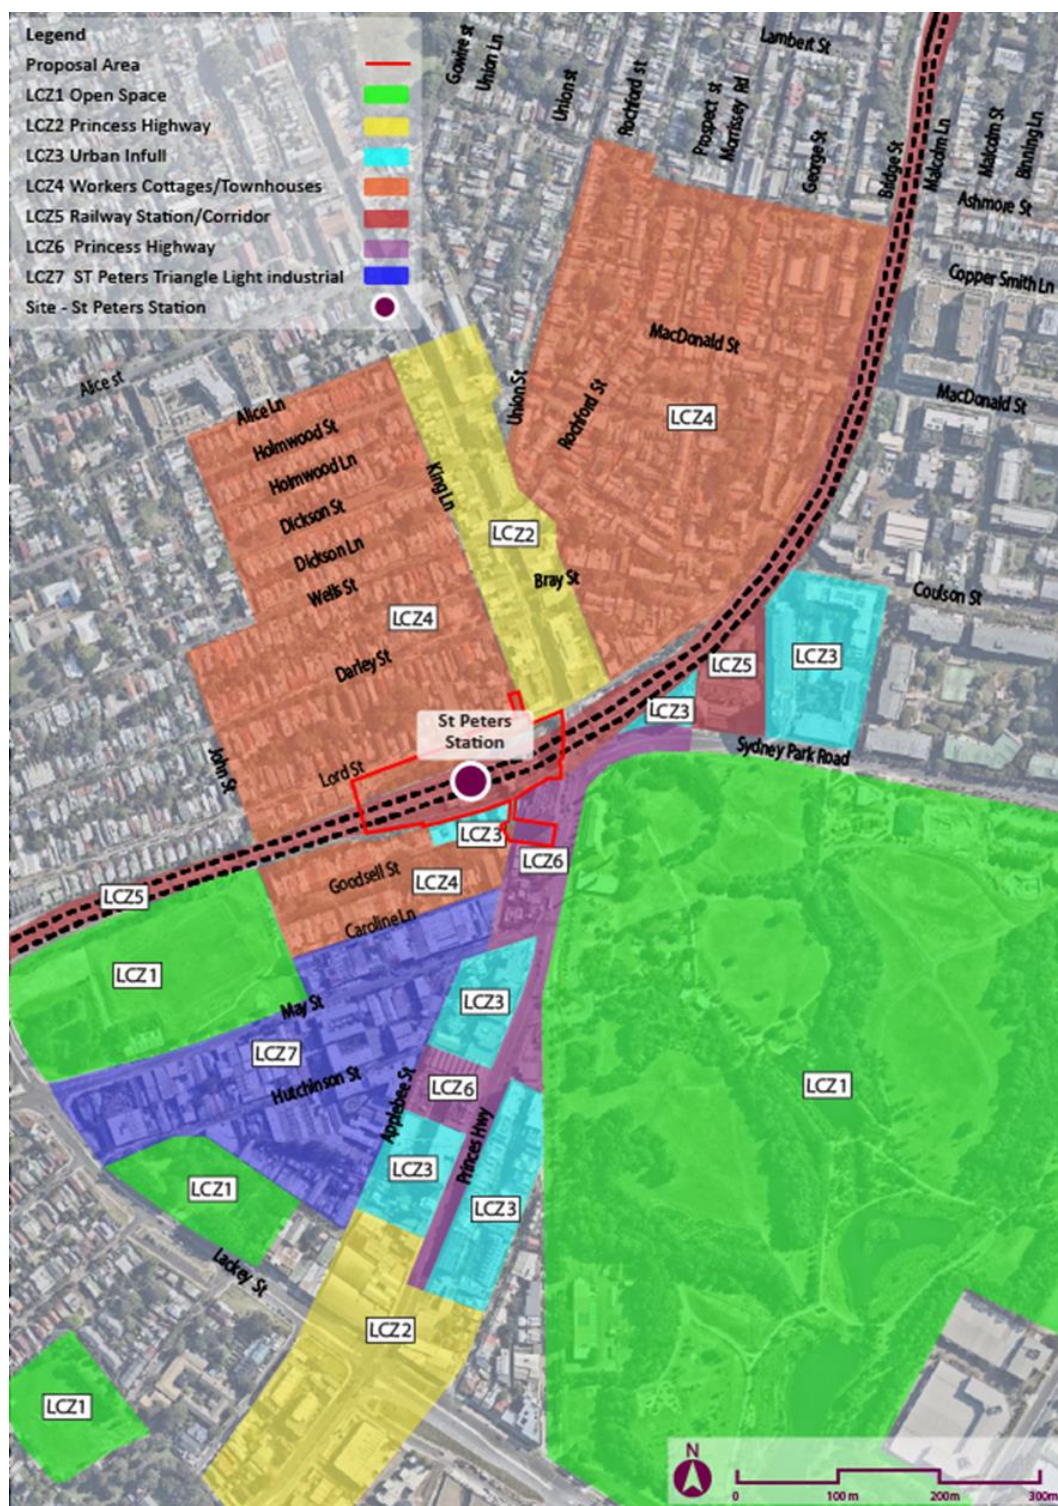 Legend
Proposal Area
LCZ1 Open Space
LCZ2 Princess Highway
LCZ3 Urban Infull
LCZ4 Workers Cottages/Townhouses
LCZ5 Railway Station/Corridor
LCZ6 Princess Highway
LCZ7 ST Peters Triangle Light industrial
Site - St Peters Station
Gowire st
Union Ln
Union st
Rochford st
Prospect st
Morrissey Rd
Lambert St
George St
Bridge St
Malcolm Ln
Malcolm St
Binning Ln
Ashmore St
Copper Smith Ln
MacDonald St
MacDonald St
Alice st
Alice Ln
Holmwood St
Holmwood Ln
Dickson St
Dickson Ln
Wells St
King Ln
Union St
Rochford St
LCZ4
LCZ2
Bray St
Coulson St
LCZ4
Darley St
LCZ5
LCZ3
LCZ3
St Peters
Station
Sydney Park Road
John St
Lord St
LCZ3
LCZ6
Goodsell St
LCZ4
LCZ5
Caroline Ln
LCZ1
May St
LCZ3
LCZ7
Hutchinson St
Applebee St
LCZ6
LCZ1
Princes Hwy
LCZ3
LCZ1
LCZ3
Lackey St
LCZ2
LCZ1
N
0
100 m
200m
300m